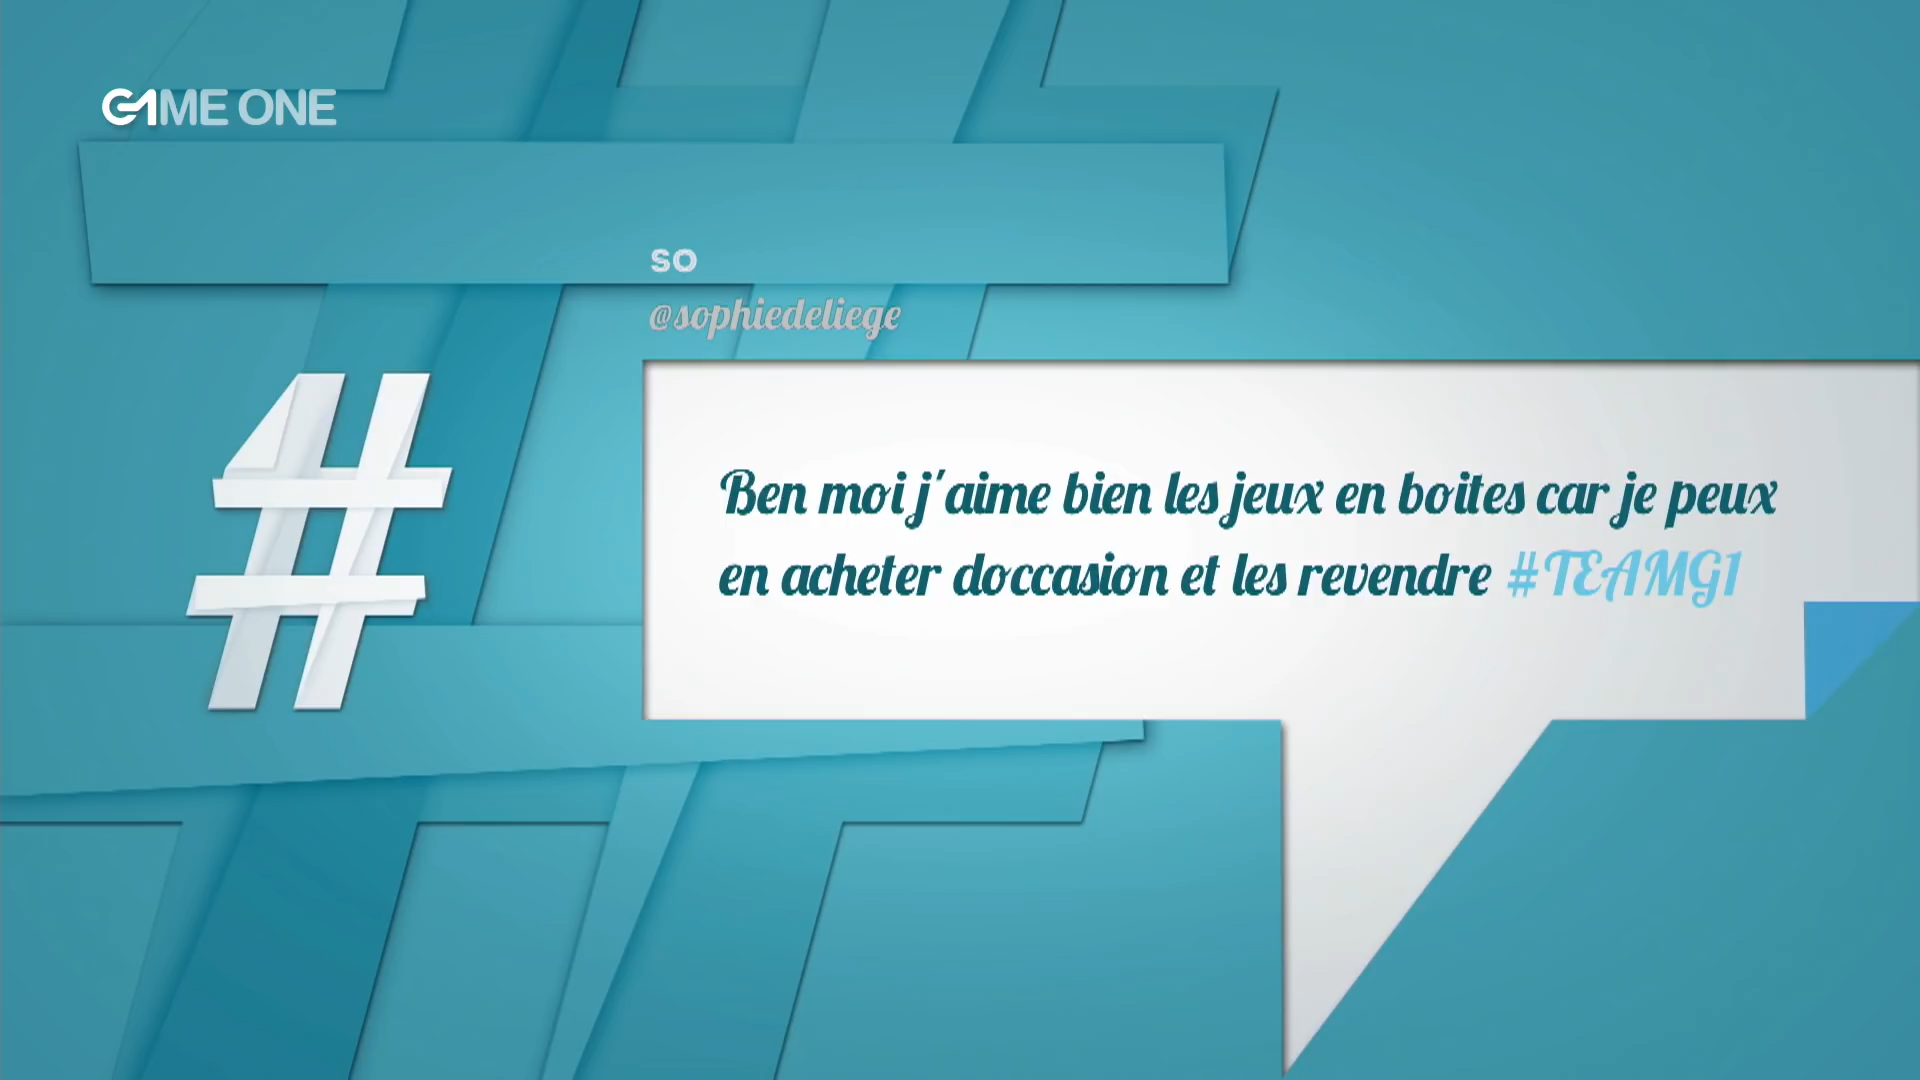 GAME ONE
so
@sophiedeliege
#
Ben moi j'aime bien les jeux en boites car je peux
en acheter doccasion et les revendre #TEAMG1